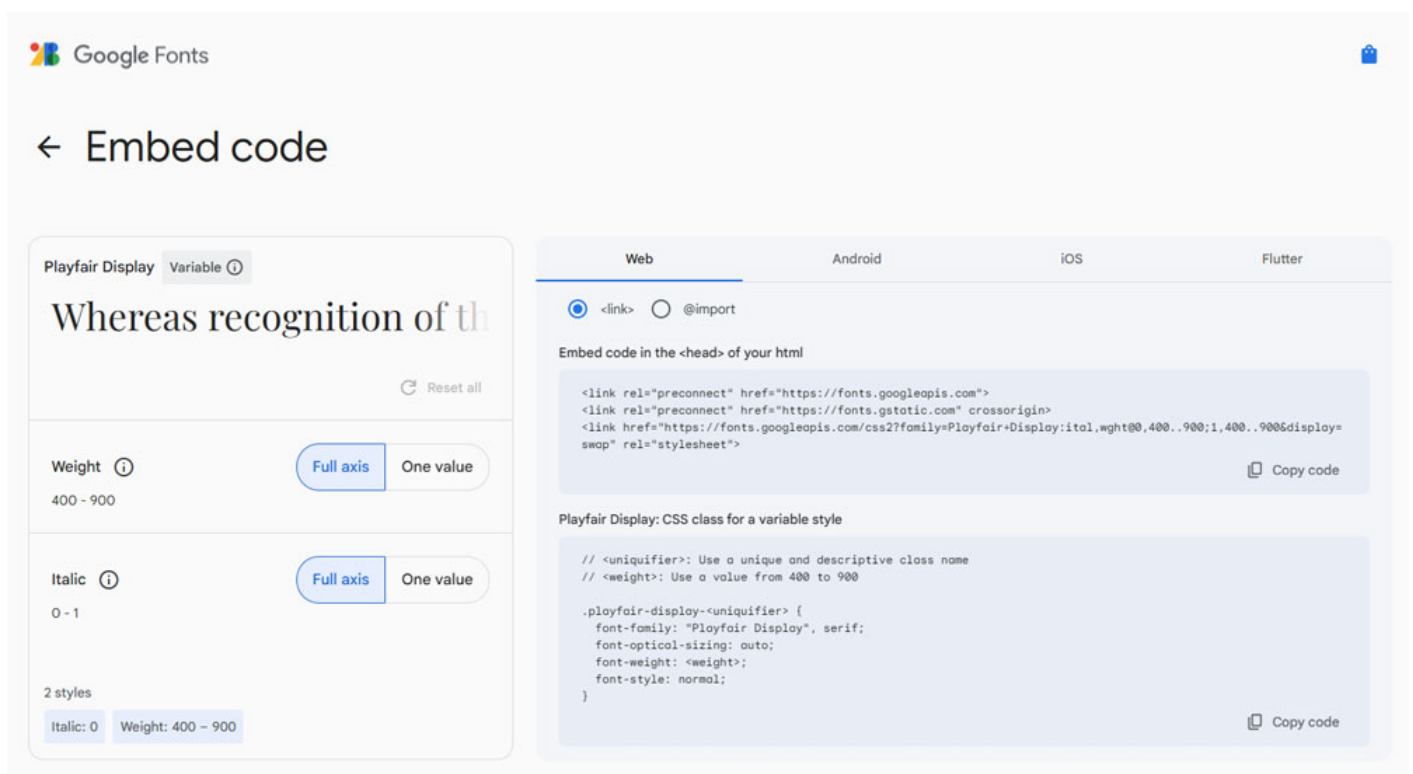 Google Fonts
← Embed code
Playfair Display Variable
Whereas recognition of th
Reset all
Weight
Full axis One value
400 - 900
Italic
Full axis One value
0 - 1
2 styles
Italic: 0 Weight: 400 – 900
Web Android iOS Flutter
<link> @import
Embed code in the <head> of your html
<link rel="preconnect" href="https://fonts.googleapis.com">
<link rel="preconnect" href="https://fonts.gstatic.com" crossorigin>
<link href="https://fonts.googleapis.com/css2?family=Playfair+Display:ital,wght@0,400..900;1,400..900&display=
swap" rel="stylesheet">
Copy code
Playfair Display: CSS class for a variable style
// <uniquifier>: Use a unique and descriptive class name
// <weight>: Use a value from 400 to 900
.playfair-display-<uniquifier> {
  font-family: "Playfair Display", serif;
  font-optical-sizing: auto;
  font-weight: <weight>;
  font-style: normal;
}
Copy code